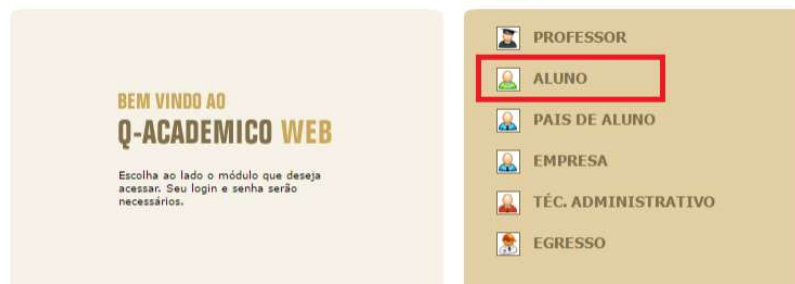 BEM VINDO AO
Q-ACADEMICO WEB
Escolha ao lado o módulo que deseja
acessar. Seu login e senha serão
necessários.
PROFESSOR
ALUNO
PAIS DE ALUNO
EMPRESA
TÉC. ADMINISTRATIVO
EGRESSO